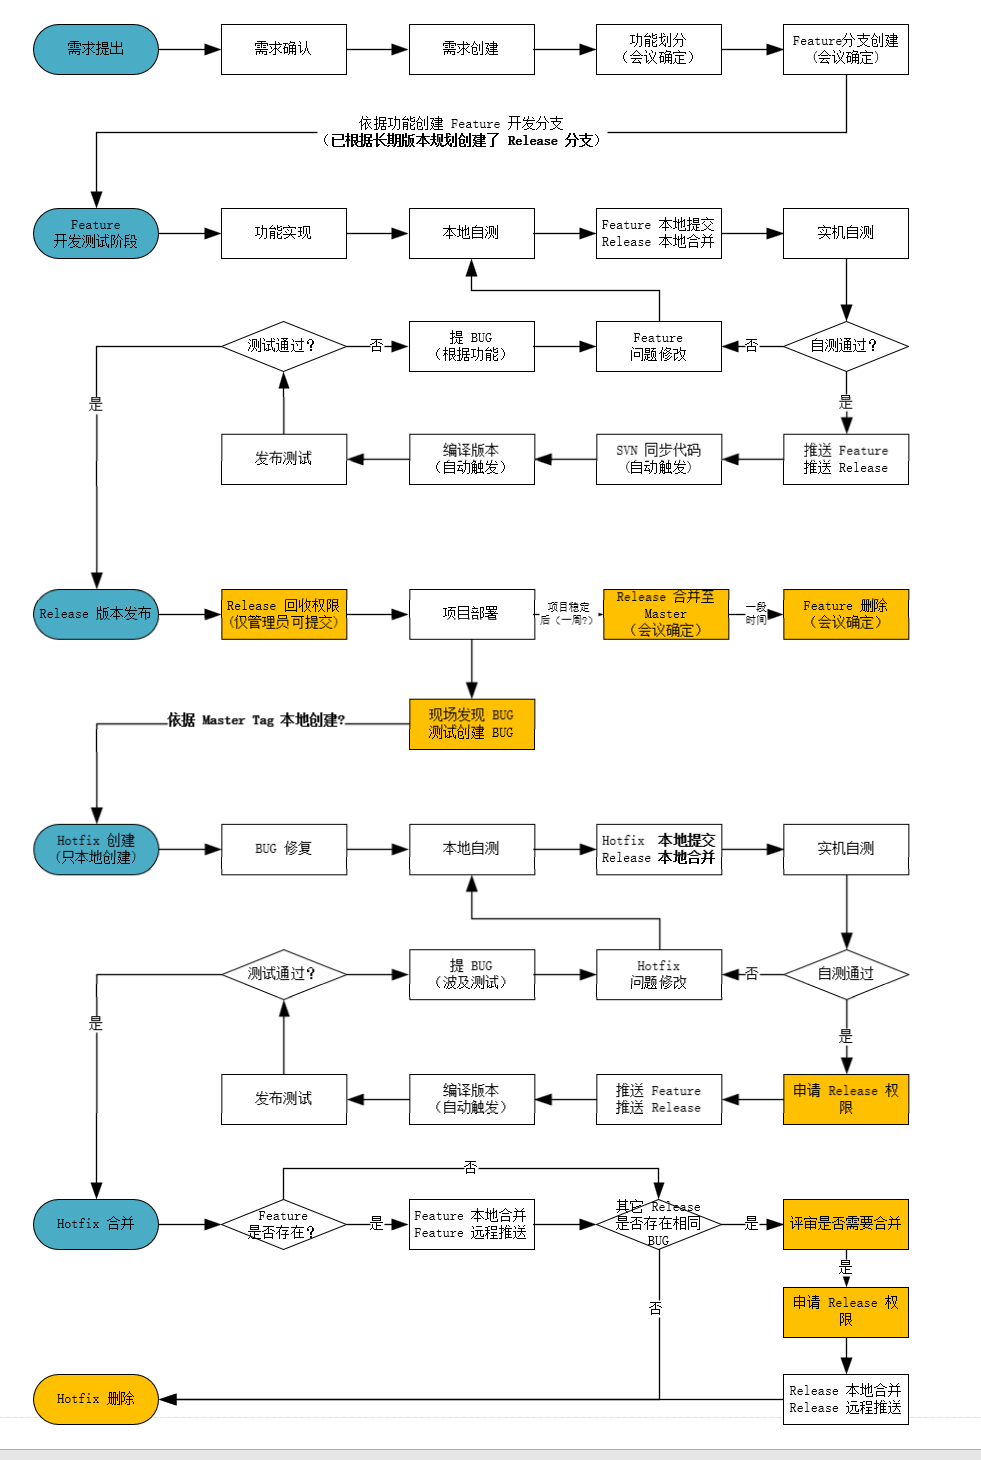 需求提出
需求确认
需求创建
功能划分
（会议确定）
Feature分支创建
(会议确定)
依据功能创建 Feature 开发分支
（已根据长期版本规划创建了 Release 分支）
Feature
开发测试阶段
功能实现
本地自测
Feature 本地提交
Release 本地合并
实机自测
测试通过？
否
提 BUG
（根据功能）
Feature
问题修改
否
自测通过？
是
是
发布测试
编译版本
（自动触发）
SVN 同步代码
(自动触发)
推送 Feature
推送 Release
Release 版本发布
Release 回收权限
(仅管理员可提交)
项目部署
项目稳定
后（一周?）
Release 合并至
Master
（会议确定）
一段
时间
Feature 删除
（会议确定）
依据 Master Tag 本地创建?
现场发现 BUG
测试创建 BUG
Hotfix 创建
(只本地创建)
BUG 修复
本地自测
Hotfix 本地提交
Release 本地合并
实机自测
测试通过？
提 BUG
（波及测试）
Hotfix
问题修改
否
自测通过
是
是
发布测试
编译版本
（自动触发）
推送 Feature
推送 Release
申请 Release 权
限
否
Hotfix 合并
Feature
是否存在？
是
Feature 本地合并
Feature 远程推送
其它 Release
是否存在相同
BUG
是
评审是否需要合并
是
否
申请 Release 权
限
Hotfix 删除
Release 本地合并
Release 远程推送